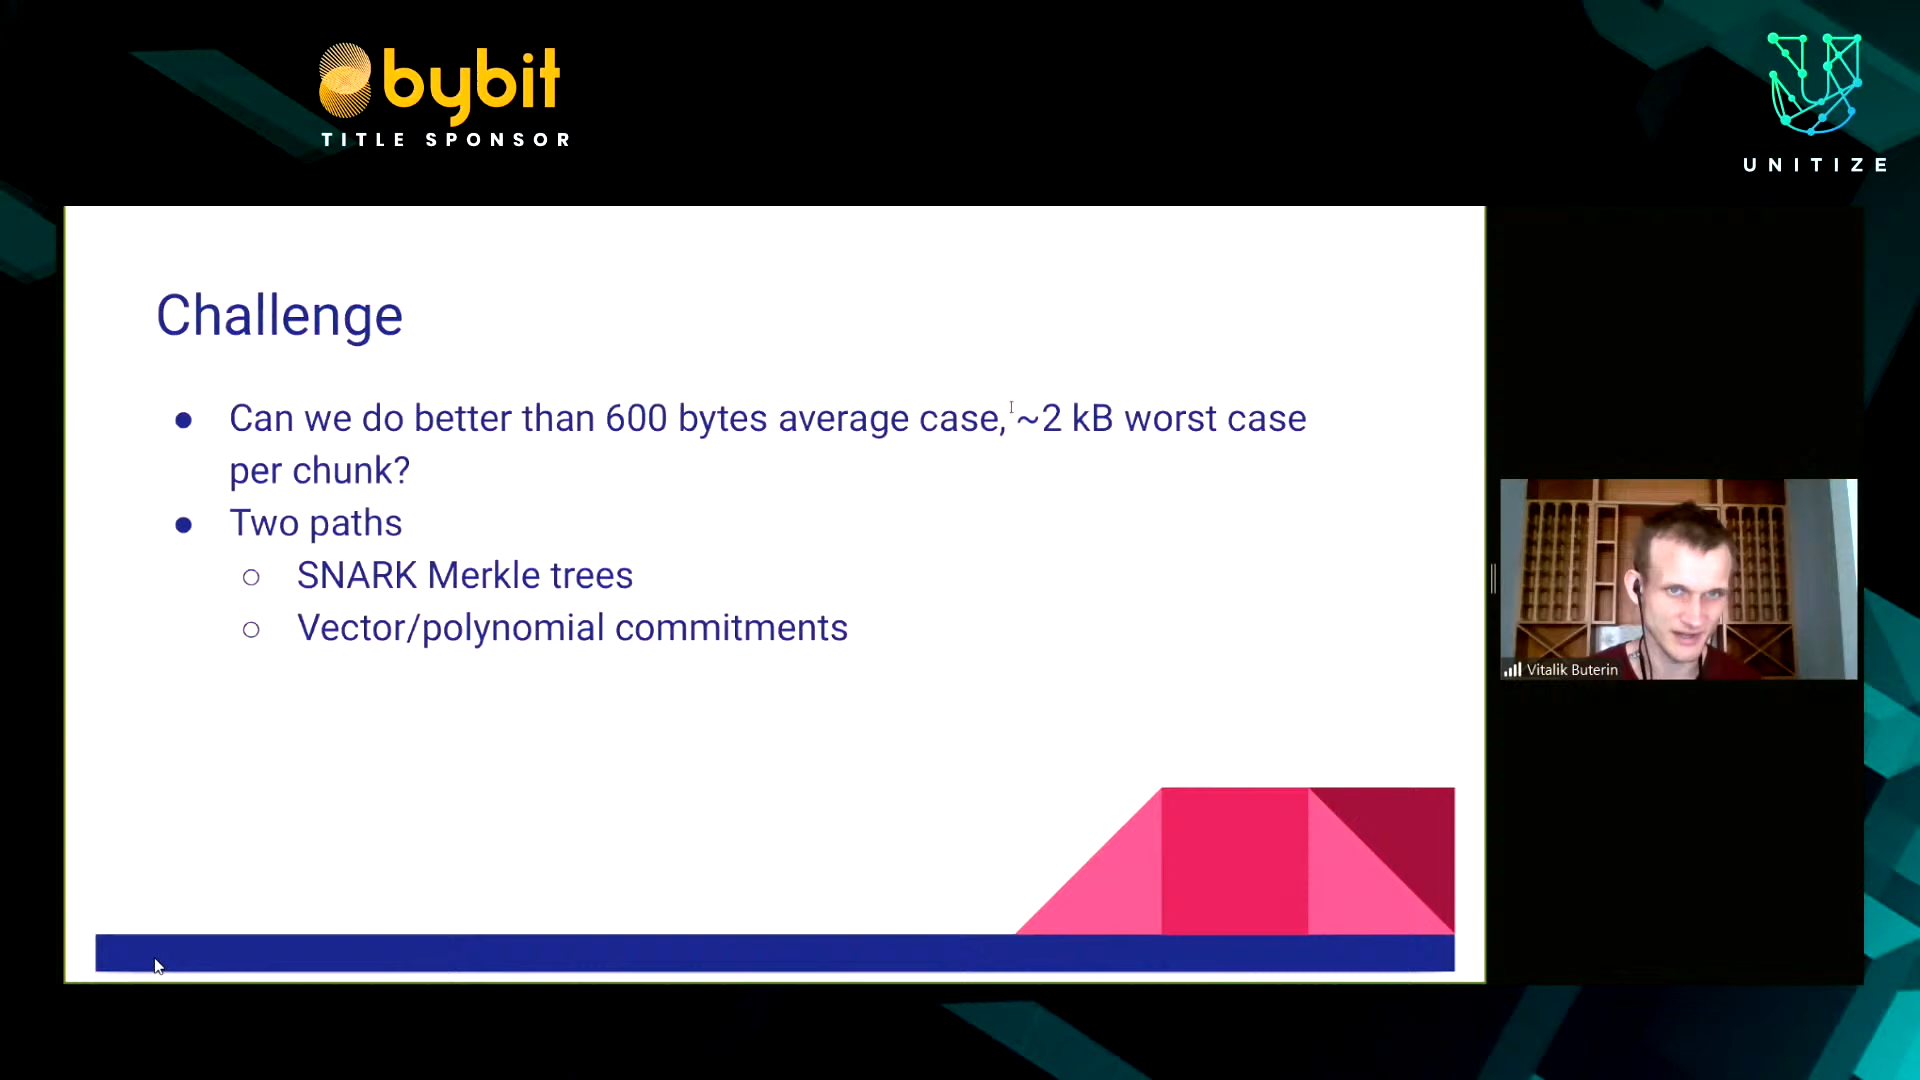 bybit
TITLE SPONSOR
UNITIZE
Challenge
● Can we do better than 600 bytes average case, ~2 kB worst case
per chunk?
● Two paths
○ SNARK Merkle trees
○ Vector/polynomial commitments
Vitalik Buterin